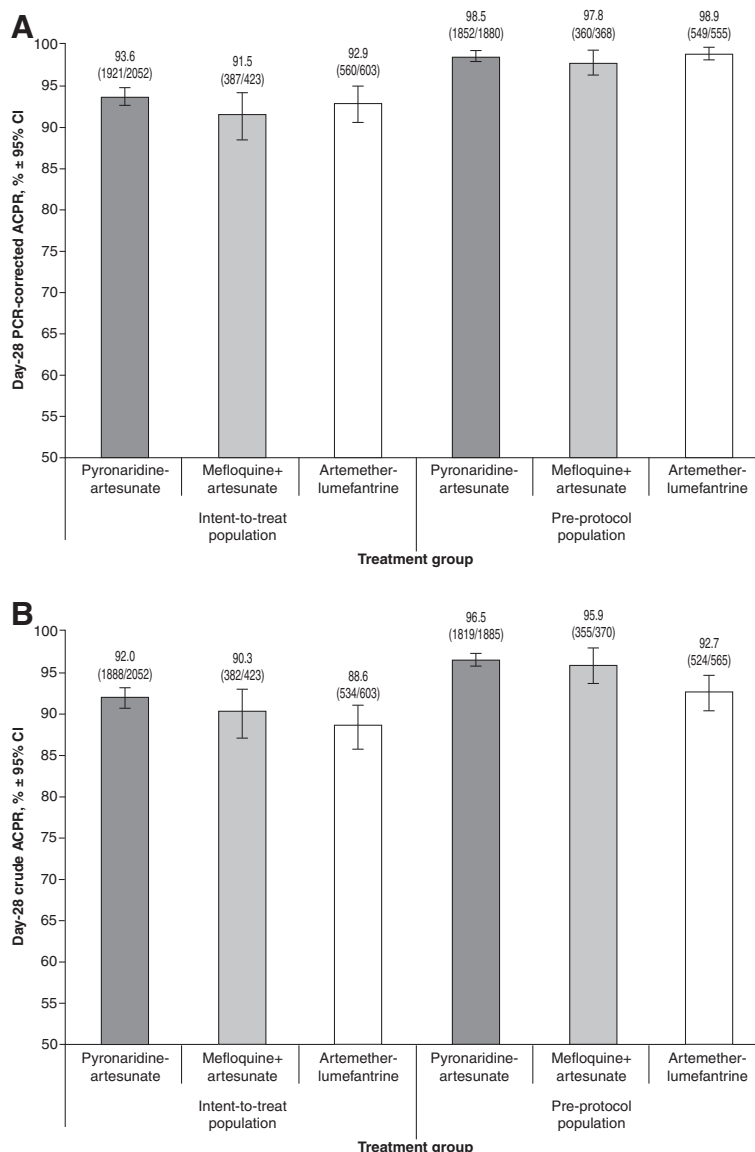 A
Day-28 PCR-corrected ACPR, % ± 95% CI
100
95
90
85
80
75
70
65
60
55
50
93.6
(1921/2052)
91.5
(387/423)
92.9
(560/603)
98.5
(1852/1880)
97.8
(360/368)
98.9
(549/555)
Pyronaridine-
artesunate
Mefloquine+
artesunate
Artemether-
lumefantrine
Pyronaridine-
artesunate
Mefloquine+
artesunate
Artemether-
lumefantrine
Intent-to-treat
population
Pre-protocol
population
Treatment group
B
Day-28 crude ACPR, % ± 95% CI
100
95
90
85
80
75
70
65
60
55
50
92.0
(1888/2052)
90.3
(382/423)
88.6
(534/603)
96.5
(1819/1885)
95.9
(355/370)
92.7
(524/565)
Pyronaridine-
artesunate
Mefloquine+
artesunate
Artemether-
lumefantrine
Pyronaridine-
artesunate
Mefloquine+
artesunate
Artemether-
lumefantrine
Intent-to-treat
population
Pre-protocol
population
Treatment group